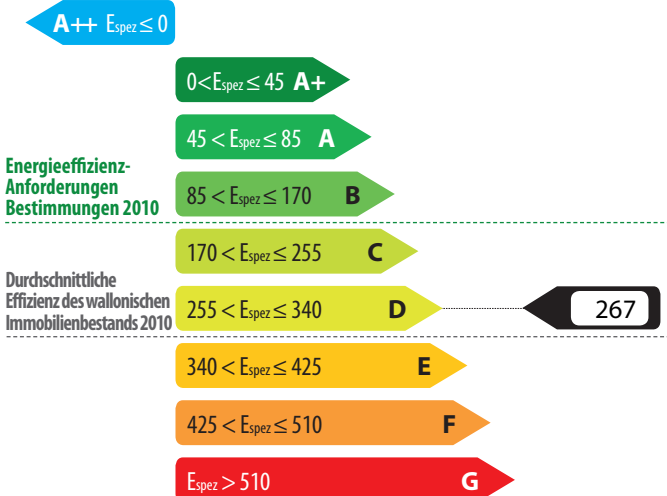 A++ Espez ≤ 0
0<Espez ≤ 45 A+
45 < Espez ≤ 85 A
Energieeffizienz-
Anforderungen
Bestimmungen 2010
85 < Espez ≤ 170 B
170 < Espez ≤ 255 C
Durchschnittliche
Effizienz des wallonischen
Immobilienbestands 2010
255 < Espez ≤ 340 D
267
340 < Espez ≤ 425 E
425 < Espez ≤ 510 F
Espez > 510 G